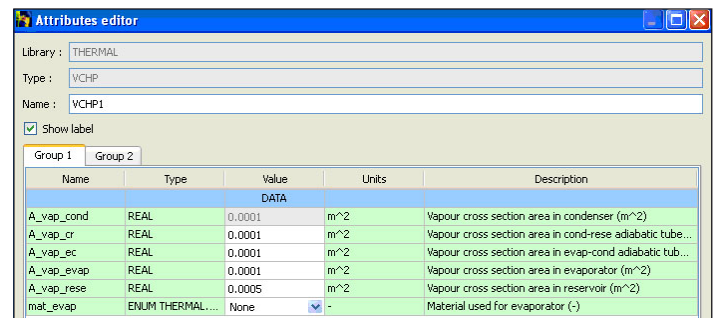 Attributes editor
Library : THERMAL
Type : VCHP
Name : VCHP1
Show label
Group 1 Group 2
Name Type Value Units Description
DATA
A_vap_cond REAL 0.0001 m^2 Vapour cross section area in condenser (m^2)
A_vap_cr REAL 0.0001 m^2 Vapour cross section area in cond-rese adiabatic tube...
A_vap_ec REAL 0.0001 m^2 Vapour cross section area in evap-cond adiabatic tub...
A_vap_evap REAL 0.0001 m^2 Vapour cross section area in evaporator (m^2)
A_vap_rese REAL 0.0005 m^2 Vapour cross section area in reservoir (m^2)
mat_evap ENUM THERMAL.... None - Material used for evaporator (-)